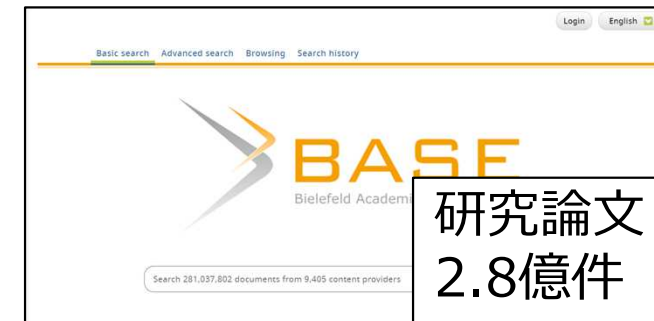 Login English
Basic search Advanced search Browsing Search history
BASE
Bielefeld Academi
研究論文
2.8億件
Search 281,037,802 documents from 9,405 content providers